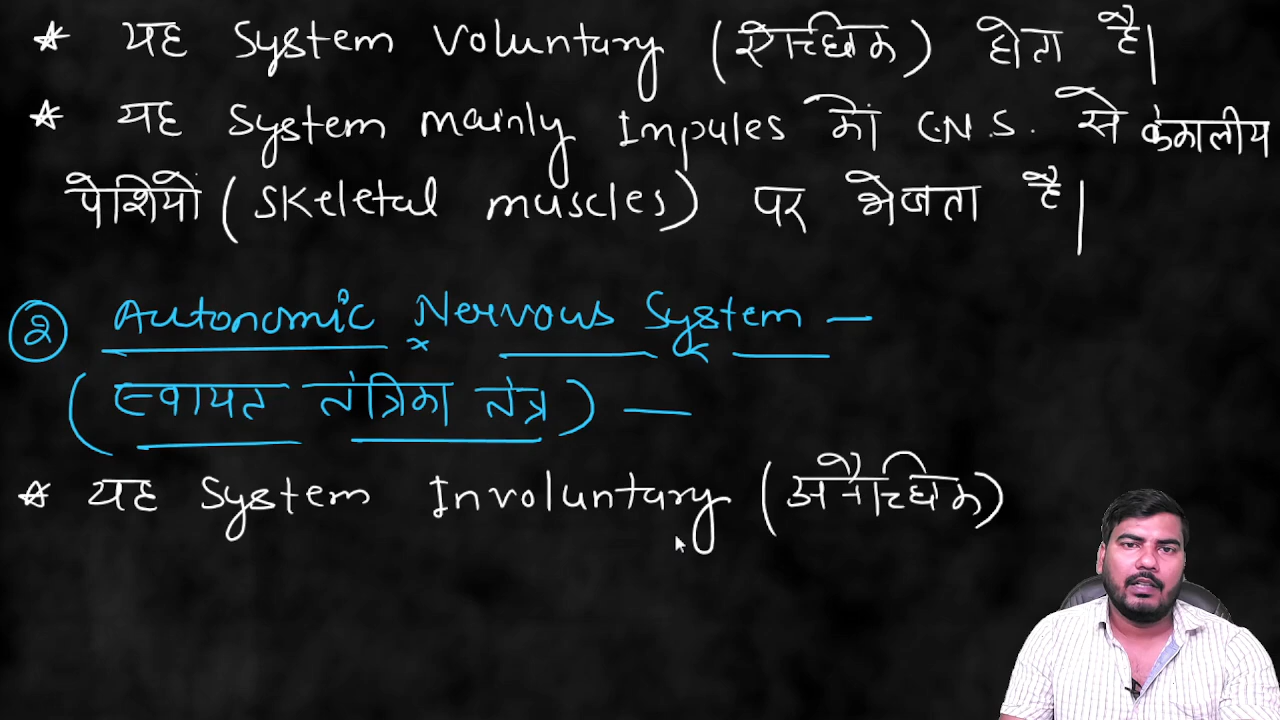 * यह System Voluntary (ऐच्छिक) होता है|
* यह System mainly Impules को C.N.S. से कंकालीय
पेशियों (Skeletal muscles) पर भेजता है|
② Autonomic Nervous System —
(स्वायत तंत्रिका तंत्र) —
* यह System Involuntary (अनैच्छिक)